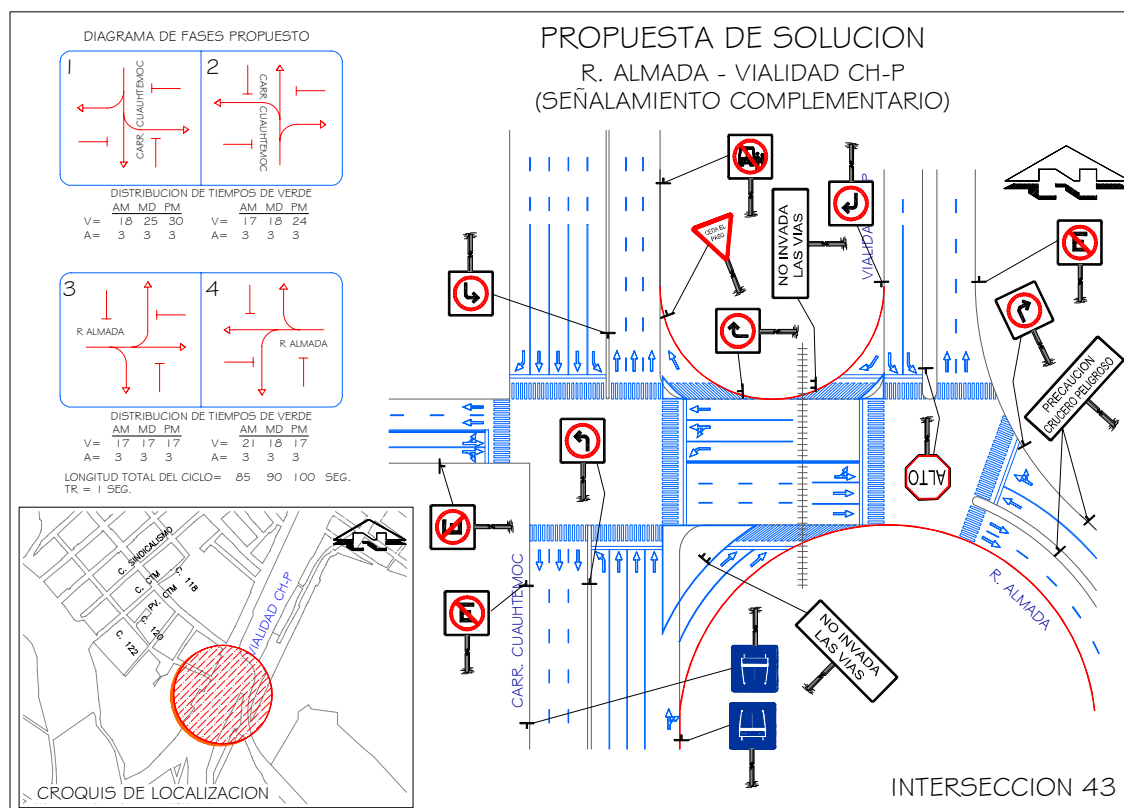 DIAGRAMA DE FASES PROPUESTO
1
CARR. CUAUHTEMOC
2
CARR. CUAUHTEMOC
DISTRIBUCION DE TIEMPOS DE VERDE
AM MD PM
V= 18 25 30
A= 3 3 3
AM MD PM
V= 17 18 24
A= 3 3 3
3
R. ALMADA
4
R. ALMADA
DISTRIBUCION DE TIEMPOS DE VERDE
AM MD PM
V= 17 17 17
A= 3 3 3
AM MD PM
V= 21 18 17
A= 3 3 3
LONGITUD TOTAL DEL CICLO= 85 90 100 SEG.
TR = 1 SEG.
C. SINDICALISMO
C. CTM
C. 118
PV. CTM
C. 120
C. 122
VIALIDAD CH-P
CROQUIS DE LOCALIZACION
PROPUESTA DE SOLUCION
R. ALMADA - VIALIDAD CH-P
(SEÑALAMIENTO COMPLEMENTARIO)
CEDA EL
PASO
NO INVADA
LAS VIAS
VIALIDAD CH-P
E
PRECAUCION
CRUCERO PELIGROSO
ALTO
E
E
CARR. CUAUHTEMOC
NO INVADA
LAS VIAS
R. ALMADA
INTERSECCION 43